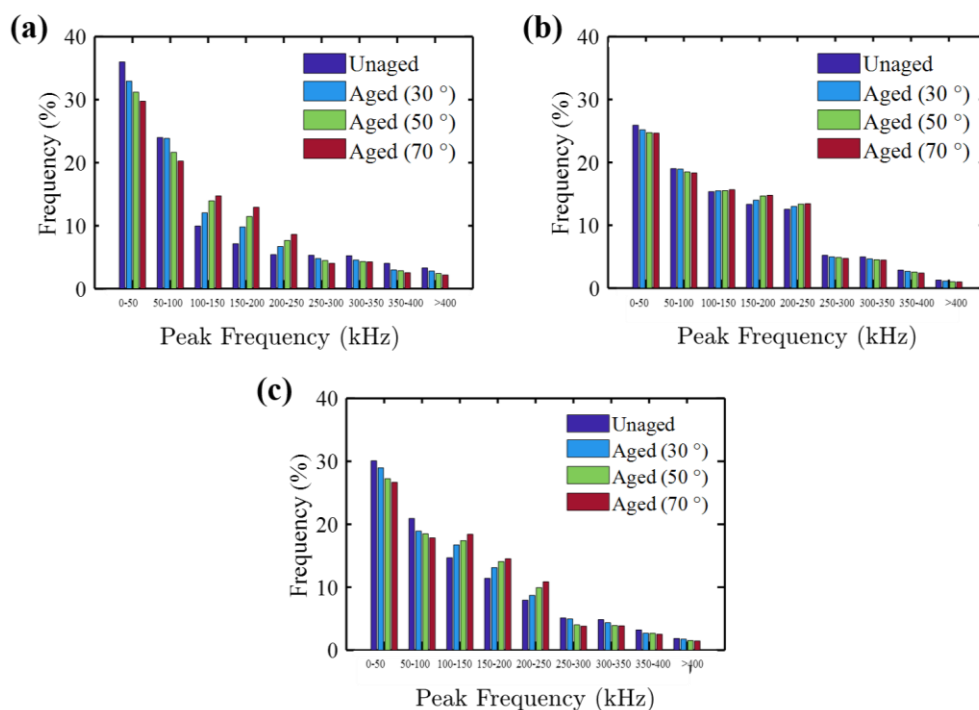 (a)
40
30
20
10
0
Frequency (%)
Unaged
Aged (30 °)
Aged (50 °)
Aged (70 °)
0-50 50-100 100-150 150-200 200-250 250-300 300-350 350-400 >400
Peak Frequency (kHz)
(b)
40
30
20
10
0
Frequency (%)
Unaged
Aged (30 °)
Aged (50 °)
Aged (70 °)
0-50 50-100 100-150 150-200 200-250 250-300 300-350 350-400 >400
Peak Frequency (kHz)
(c)
40
30
20
10
0
Frequency (%)
Unaged
Aged (30 °)
Aged (50 °)
Aged (70 °)
0-50 50-100 100-150 150-200 200-250 250-300 300-350 350-400 >400
Peak Frequency (kHz)